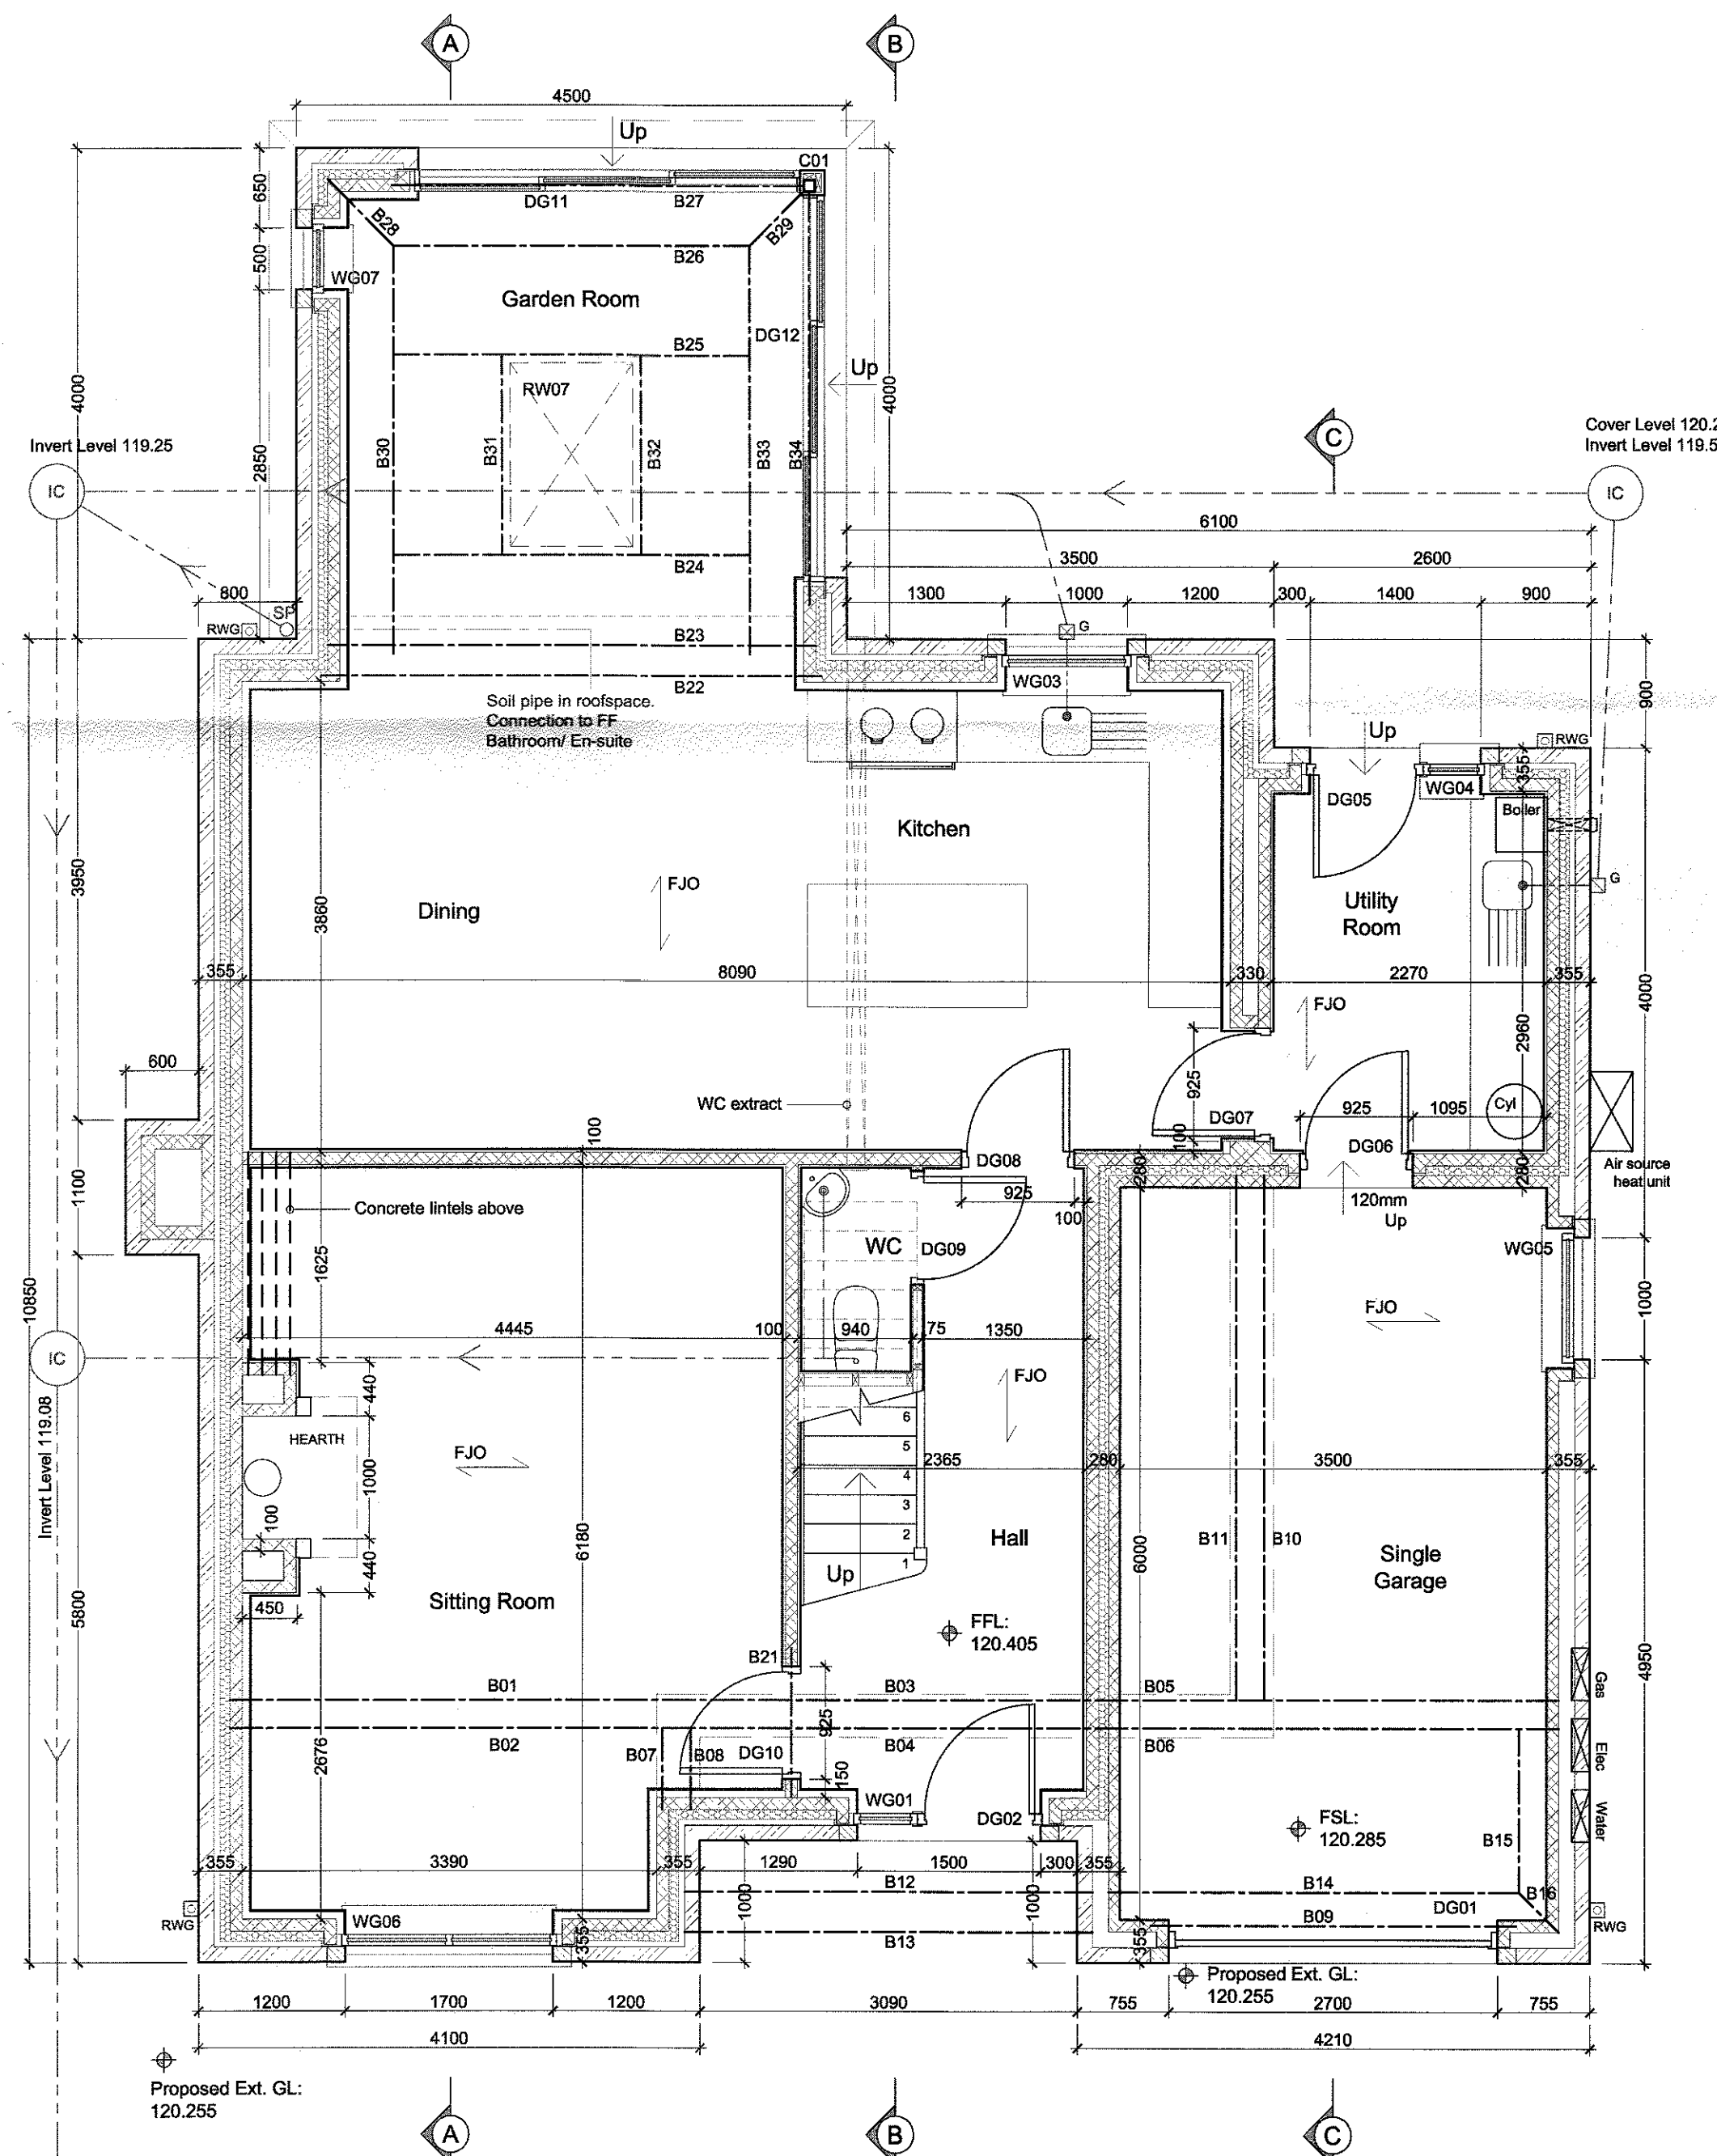 A
B
4500
Up
C01
650
DG11
B27
B28
B29
B26
500
WG07
Garden Room
4000
DG12
B25
Up
RW07
4000
C
Invert Level 119.25
Cover Level 120.2
Invert Level 119.5
2850
B30
B31
B32
B33
B34
IC
IC
6100
3500
2600
B24
800
1300
1000
1200
300
1400
900
SP
RWG
G
B23
WG03
B22
900
Soil pipe in roofspace.
Connection to FF
Bathroom/ En-suite
Up
RWG
355
DG05
WG04
Boiler
Kitchen
3950
G
Dining
FJO
Utility
Room
3860
355
8090
330
2270
355
4000
FJO
2960
600
925
WC extract
925
1095
Cyl
DG07
100
100
DG08
DG06
280
280
1100
925
Air source
heat unit
Concrete lintels above
100
120mm
Up
WC
DG09
WG05
1625
10850
FJO
1000
4445
100
940
75
1350
IC
FJO
440
6
HEARTH
5
FJO
2365
280
3500
355
4
1000
Invert Level 119.08
3
100
6180
2
Hall
B11
B10
6000
1
Single
Garage
440
Up
5800
450
Sitting Room
FFL:
120.405
B21
4950
Gas
B01
B03
B05
925
B02
B07
B08
DG10
B04
B06
Elec
2676
150
WG01
DG02
FSL:
120.285
B15
Water
355
3390
355
1290
1500
300
355
B12
B14
B16
1000
1000
DG01
RWG
WG06
B09
RWG
B13
355
355
Proposed Ext. GL:
120.255
1200
1700
1200
3090
755
2700
755
4100
4210
Proposed Ext. GL:
120.255
A
B
C